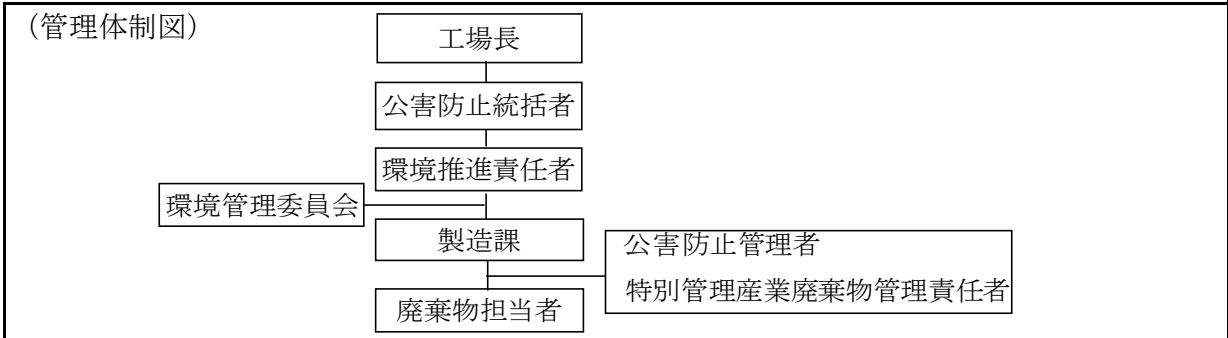 （管理体制図）
工場長
公害防止統括者
環境推進責任者
環境管理委員会
製造課
公害防止管理者
特別管理産業廃棄物管理責任者
廃棄物担当者